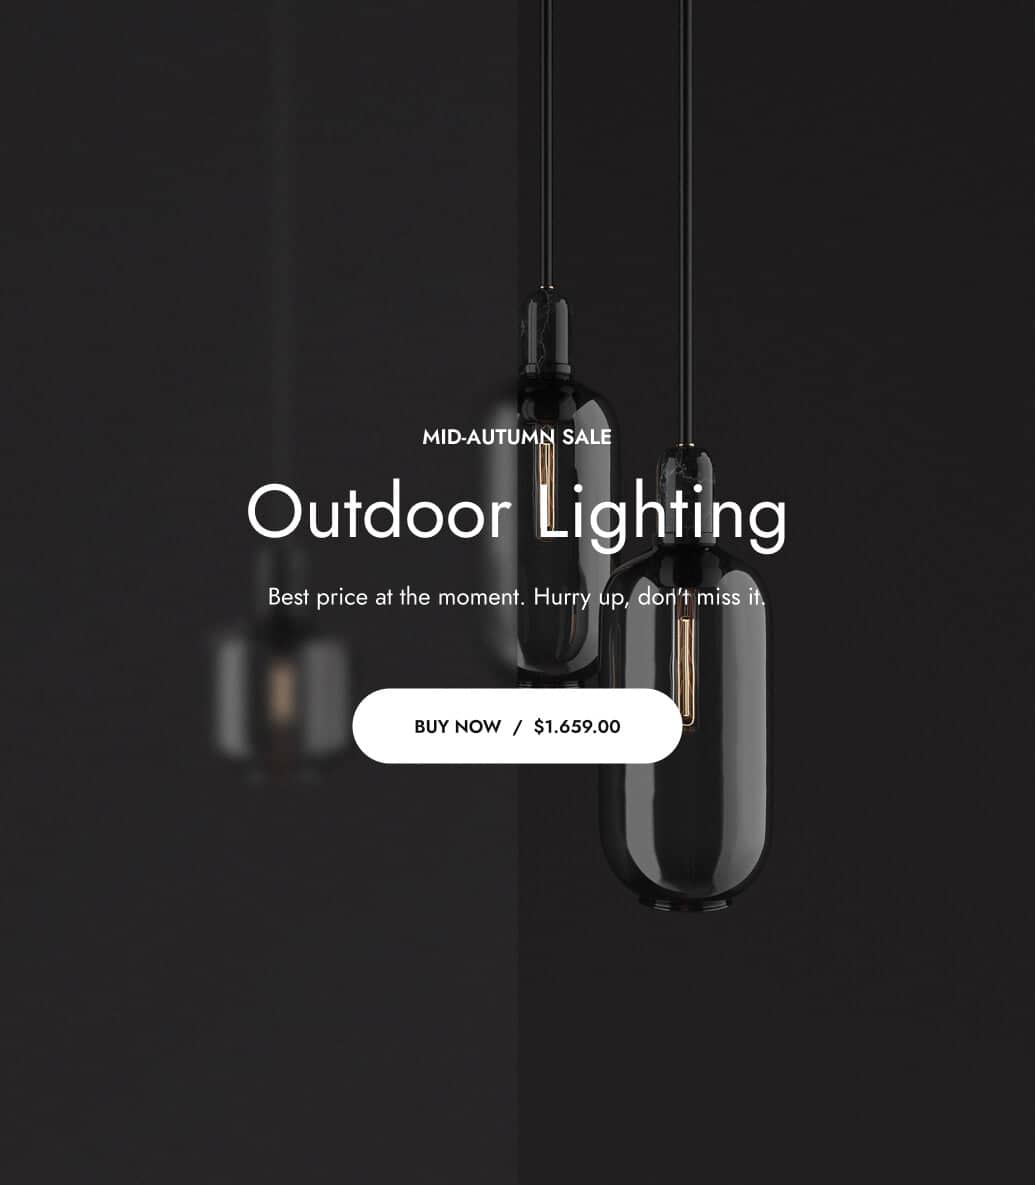 MID-AUTUMN SALE
Outdoor Lighting
Best price at the moment. Hurry up, don't miss it.
BUY NOW / $1.659.00